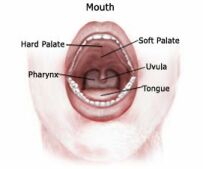 Mouth
Hard Palate
Soft Palate
Pharynx
Uvula
Tongue